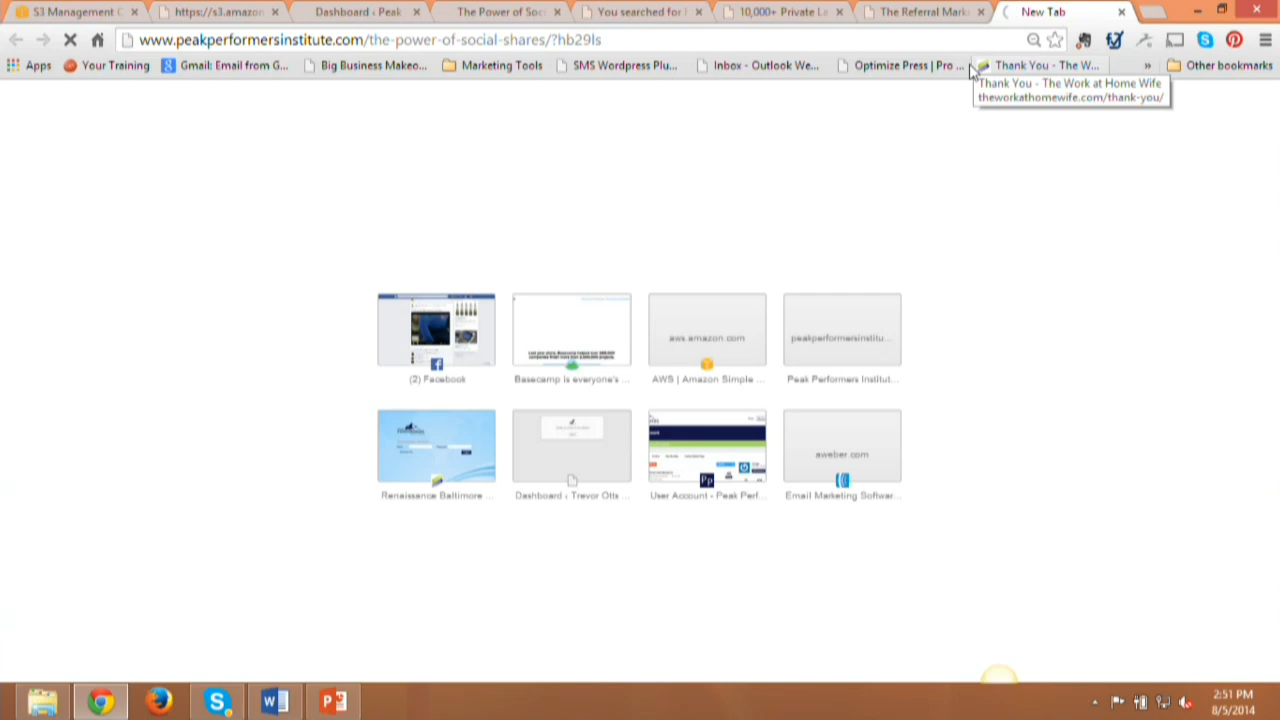 S3 Management C
https://s3.amazon
Dashboard ‹ Peak
The Power of Soci
You searched for
10,000+ Private La
The Referral Mark
New Tab
www.peakperformersinstitute.com/the-power-of-social-shares/?hb29ls
Apps
Your Training
Gmail: Email from G...
Big Business Makeo...
Marketing Tools
SMS Wordpress Plu...
Inbox - Outlook We...
Optimize Press | Pro ...
Thank You - The W...
»
Other bookmarks
Thank You - The Work at Home Wife
theworkathomewife.com/thank-you/
aws.amazon.com
peakperformersinstitu...
(2) Facebook
Basecamp is everyone's ...
AWS | Amazon Simple ...
Peak Performers Institut...
aweber.com
Pp
Renaissance Baltimore ...
Dashboard ‹ Trevor Otts ...
User Account - Peak Perf...
Email Marketing Softwar...
2:51 PM
8/5/2014